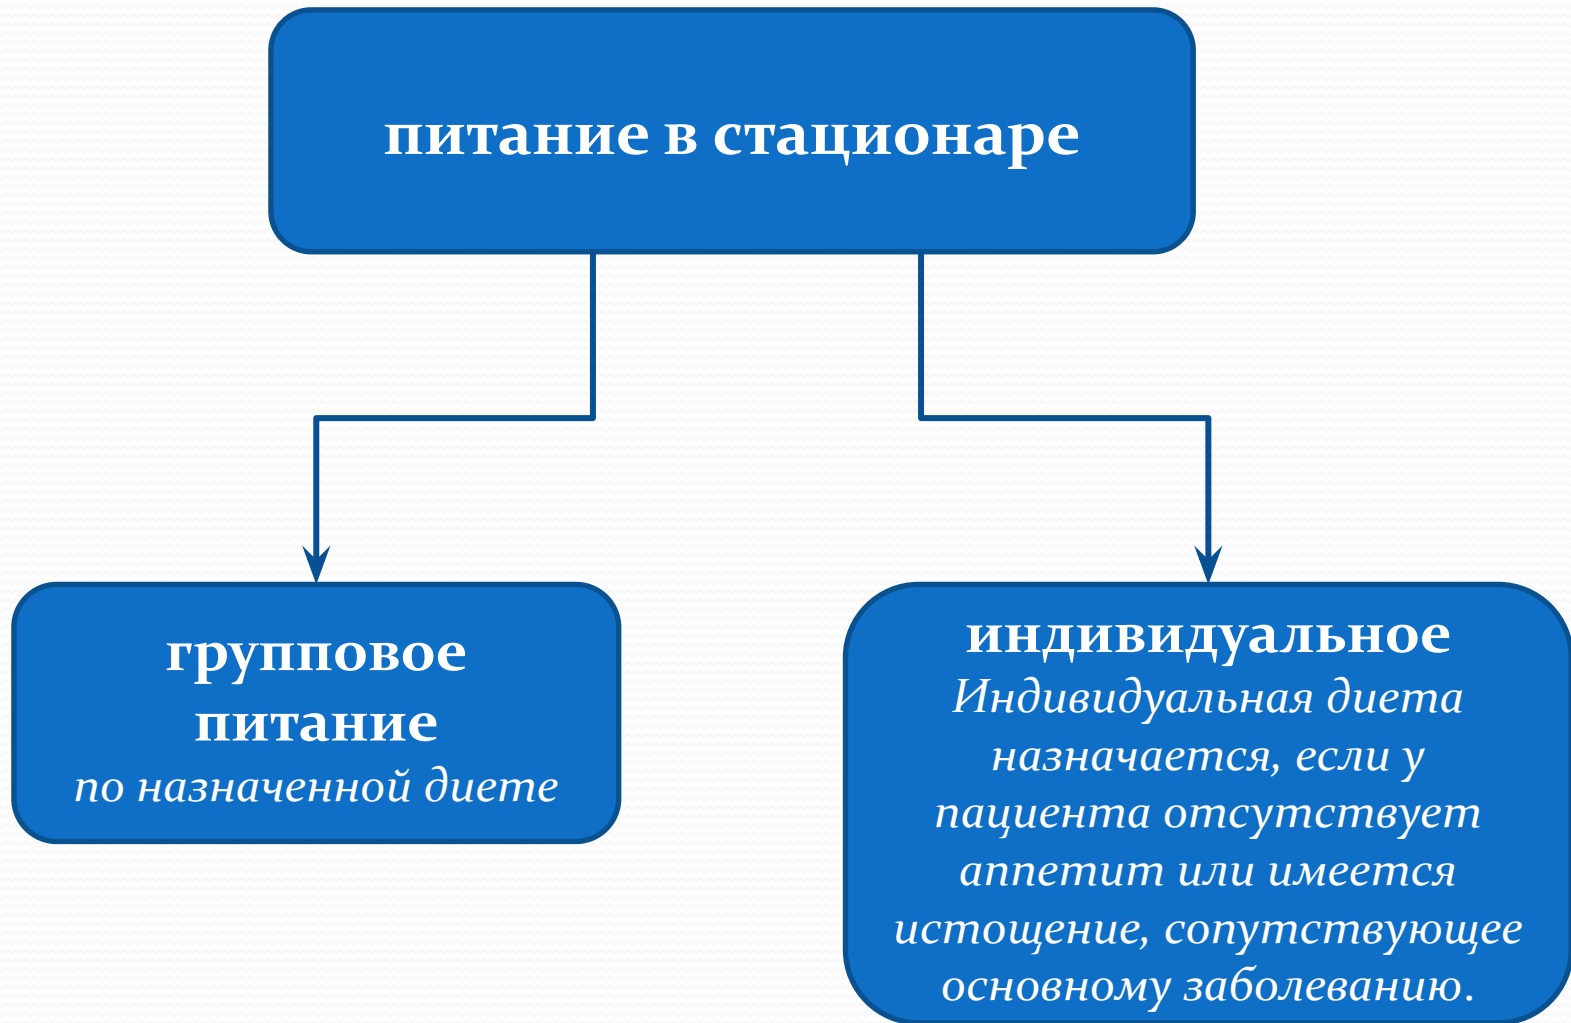 питание в стационаре
групповое
питание
по назначенной диете
индивидуальное
Индивидуальная диета
назначается, если у
пациента отсутствует
аппетит или имеется
истощение, сопутствующее
основному заболеванию.